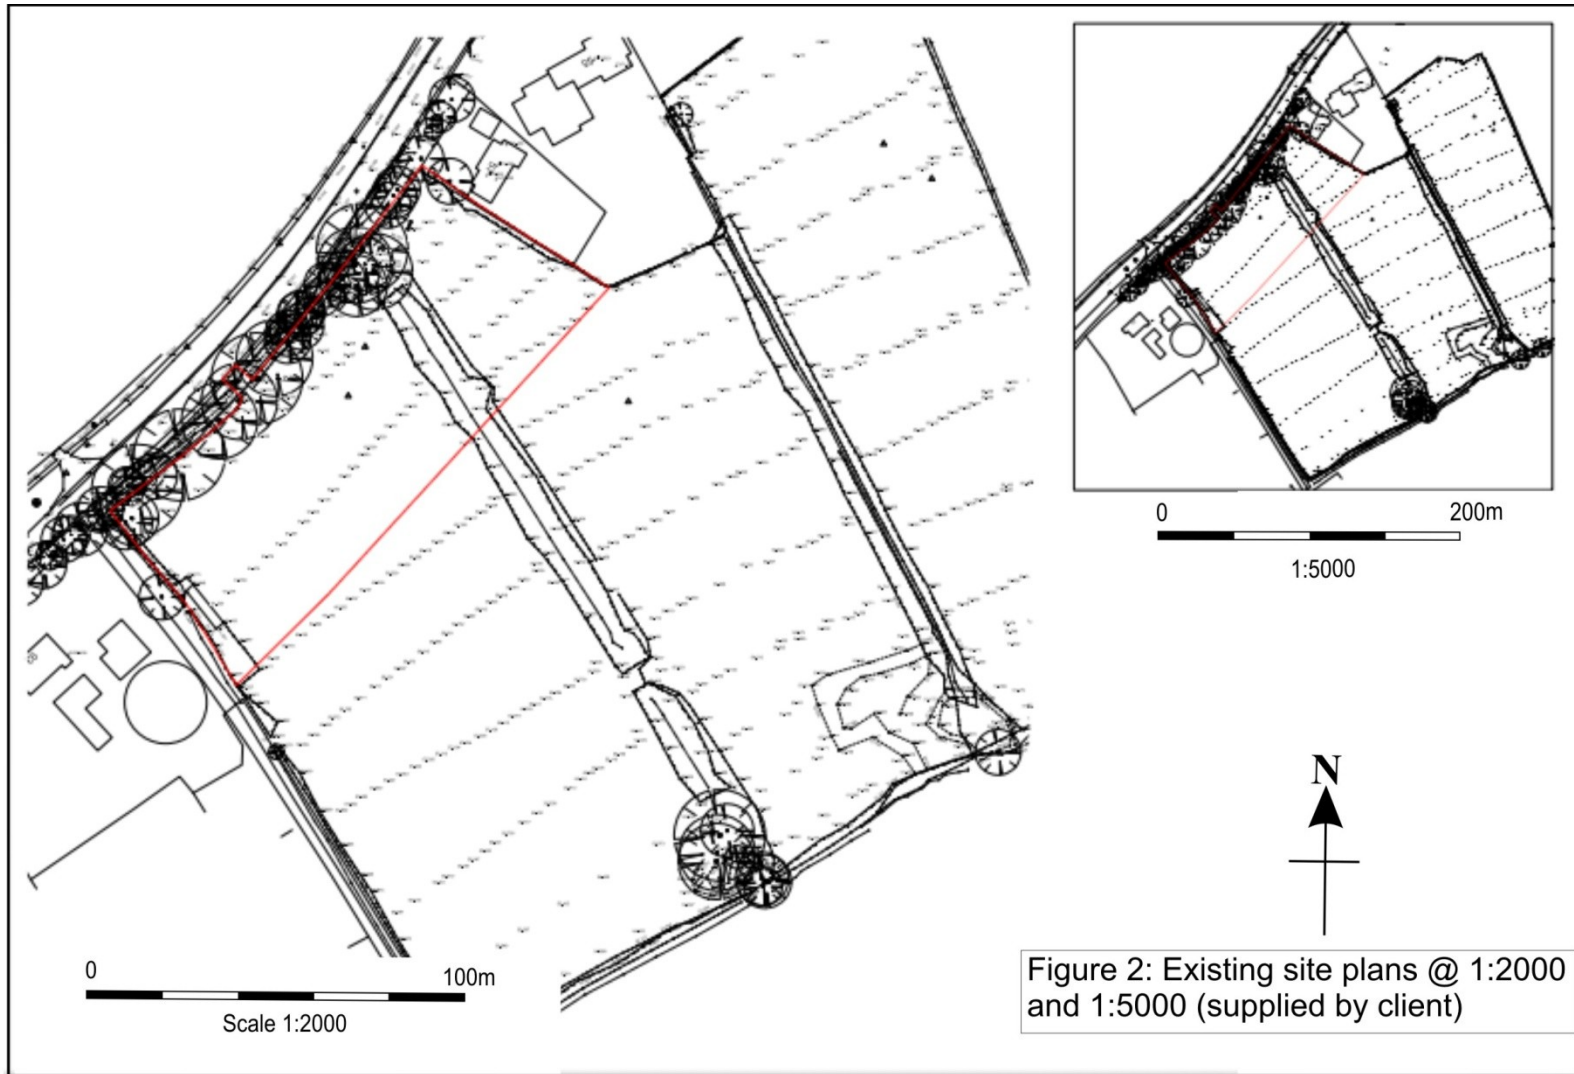 0 100m
Scale 1:2000
0 200m
1:5000
N
Figure 2: Existing site plans @ 1:2000
and 1:5000 (supplied by client)